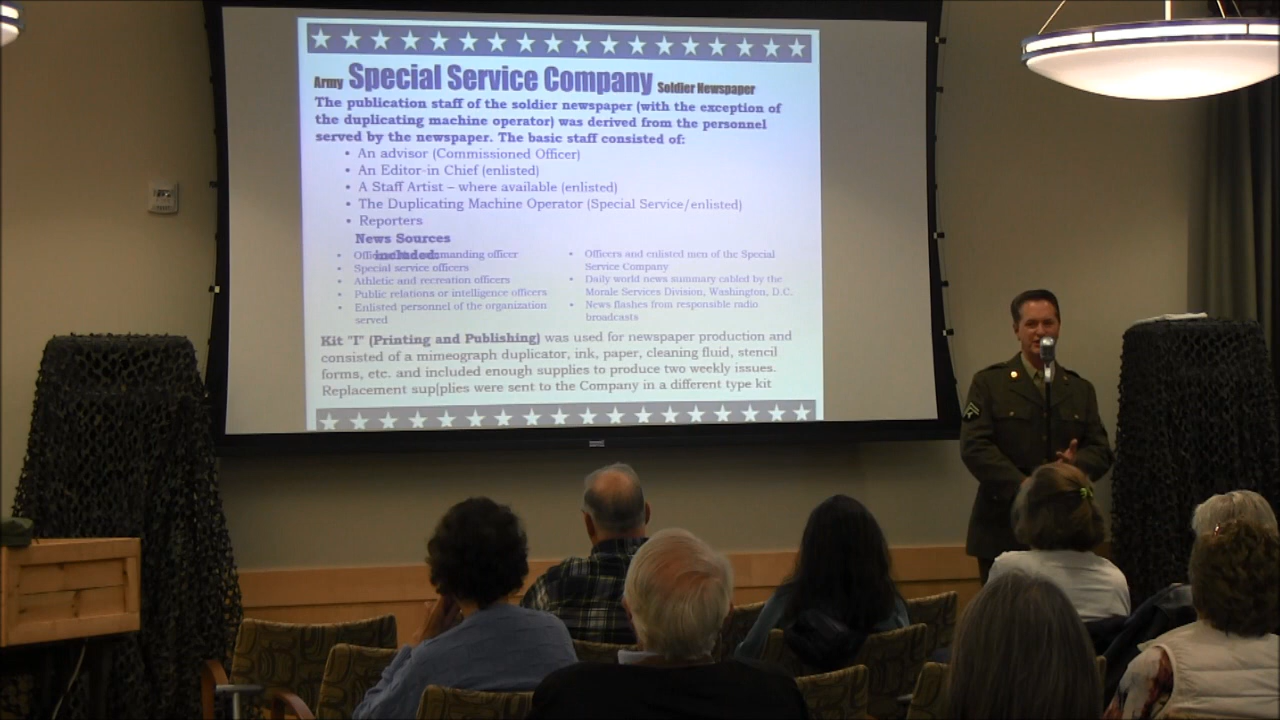 Army Special Service Company Soldier Newspaper
The publication staff of the soldier newspaper (with the exception of
the duplicating machine operator) was derived from the personnel
served by the newspaper. The basic staff consisted of:
• An advisor (Commissioned Officer)
• An Editor-in Chief (enlisted)
• A Staff Artist – where available (enlisted)
• The Duplicating Machine Operator (Special Service/enlisted)
• Reporters
News Sources
included:
commanding officer
• Special service officers
• Athletic and recreation officers
• Public relations or intelligence officers
• Enlisted personnel of the organization
served
• Officers and enlisted men of the Special
Service Company
• Daily world news summary cabled by the
Morale Services Division, Washington, D.C.
• News flashes from responsible radio
broadcasts
Kit "I" (Printing and Publishing) was used for newspaper production and
consisted of a mimeograph duplicator, ink, paper, cleaning fluid, stencil
forms, etc. and included enough supplies to produce two weekly issues.
Replacement sup[plies were sent to the Company in a different type kit